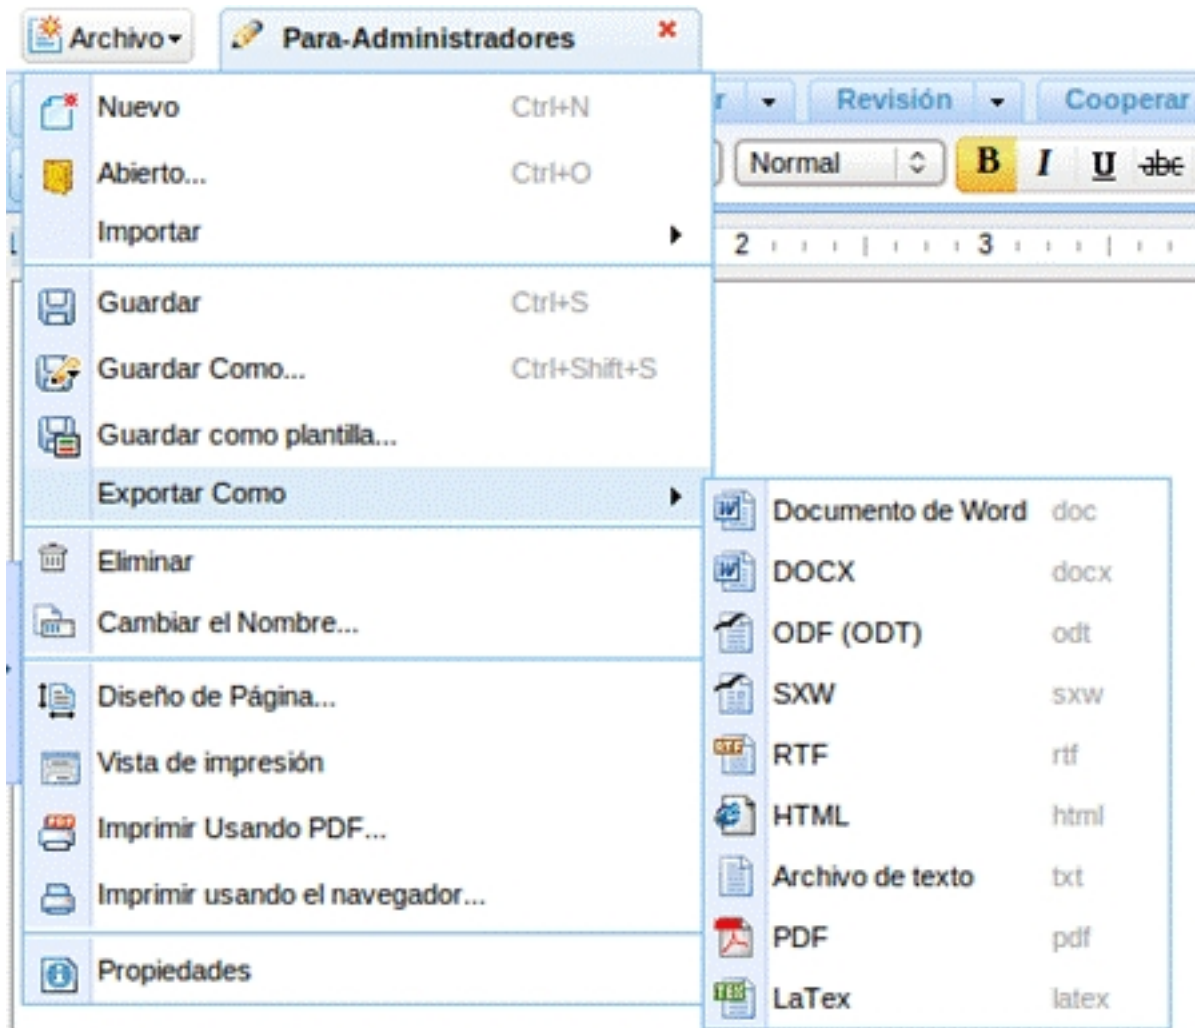 Archivo
Para-Administradores
Nuevo Ctrl+N
Revisión
Cooperar
Abierto... Ctrl+O
Normal
B I U abc
Importar
2 3
Guardar Ctrl+S
Guardar Como... Ctrl+Shift+S
Guardar como plantilla...
Exportar Como
Documento de Word doc
DOCX docx
ODF (ODT) odt
SXW sxw
RTF rtf
HTML html
Archivo de texto txt
PDF pdf
LaTex latex
Eliminar
Cambiar el Nombre...
Diseño de Página...
Vista de impresión
Imprimir Usando PDF...
Imprimir usando el navegador...
Propiedades